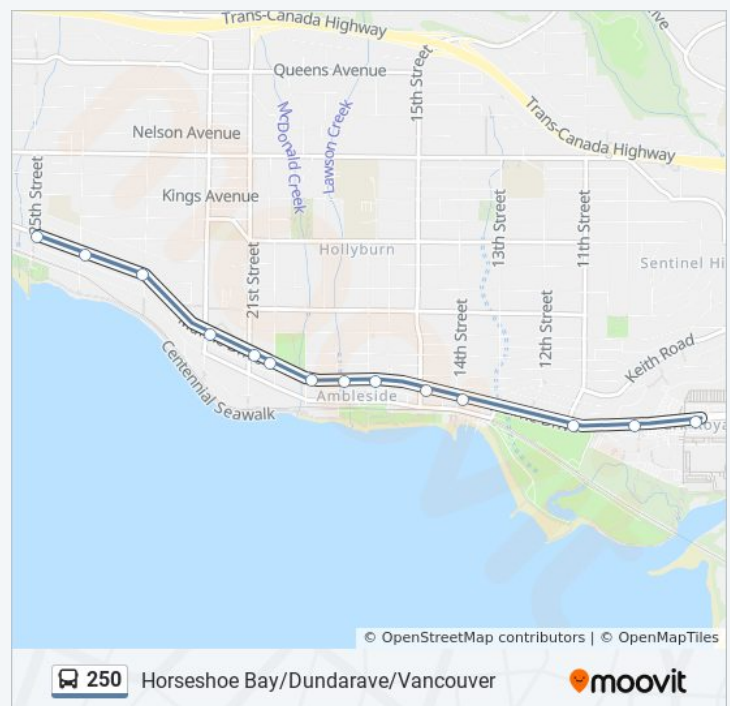 Trans-Canada Highway
Queens Avenue
15th Street
McDonald Creek
Lawson Creek
Trans-Canada Highway
Nelson Avenue
5th Street
Kings Avenue
13th Street
11th Street
Hollyburn
21st Street
Sentinel Hi
14th Street
12th Street
Keith Road
Centennial Seawalk
Ambleside
© OpenStreetMap contributors | © OpenMapTiles
250 Horseshoe Bay/Dundarave/Vancouver
moovit